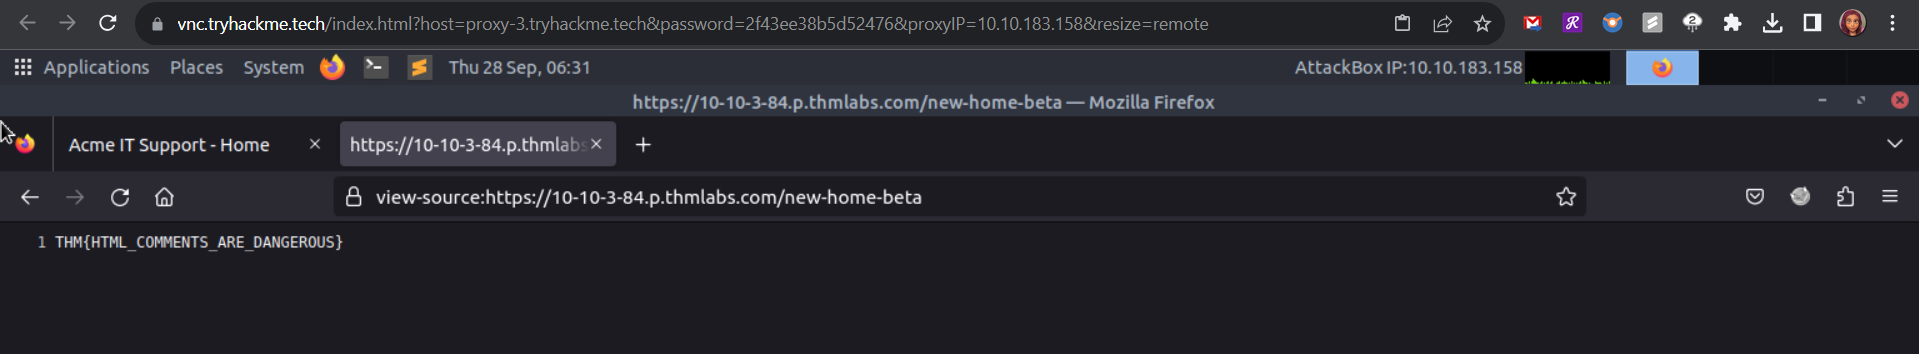 vnc.tryhackme.tech/index.html?host=proxy-3.tryhackme.tech&password=2f43ee38b5d52476&proxyIP=10.10.183.158&resize=remote
Applications Places System Thu 28 Sep, 06:31 AttackBox IP:10.10.183.158
https://10-10-3-84.p.thmlabs.com/new-home-beta — Mozilla Firefox
Acme IT Support - Home https://10-10-3-84.p.thmlabs
view-source:https://10-10-3-84.p.thmlabs.com/new-home-beta
1 THM{HTML_COMMENTS_ARE_DANGEROUS}